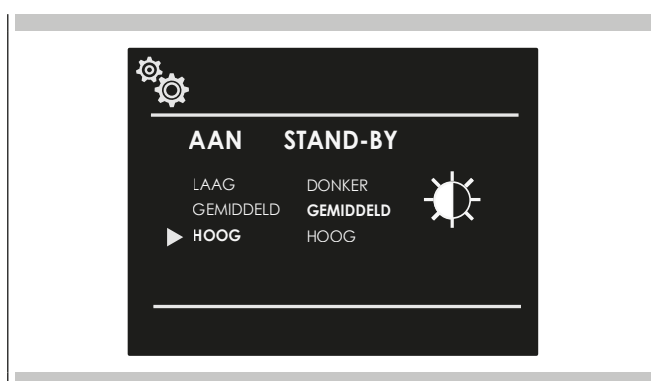 AAN STAND-BY
LAAG DONKER
GEMIDDELD GEMIDDELD
HOOG HOOG